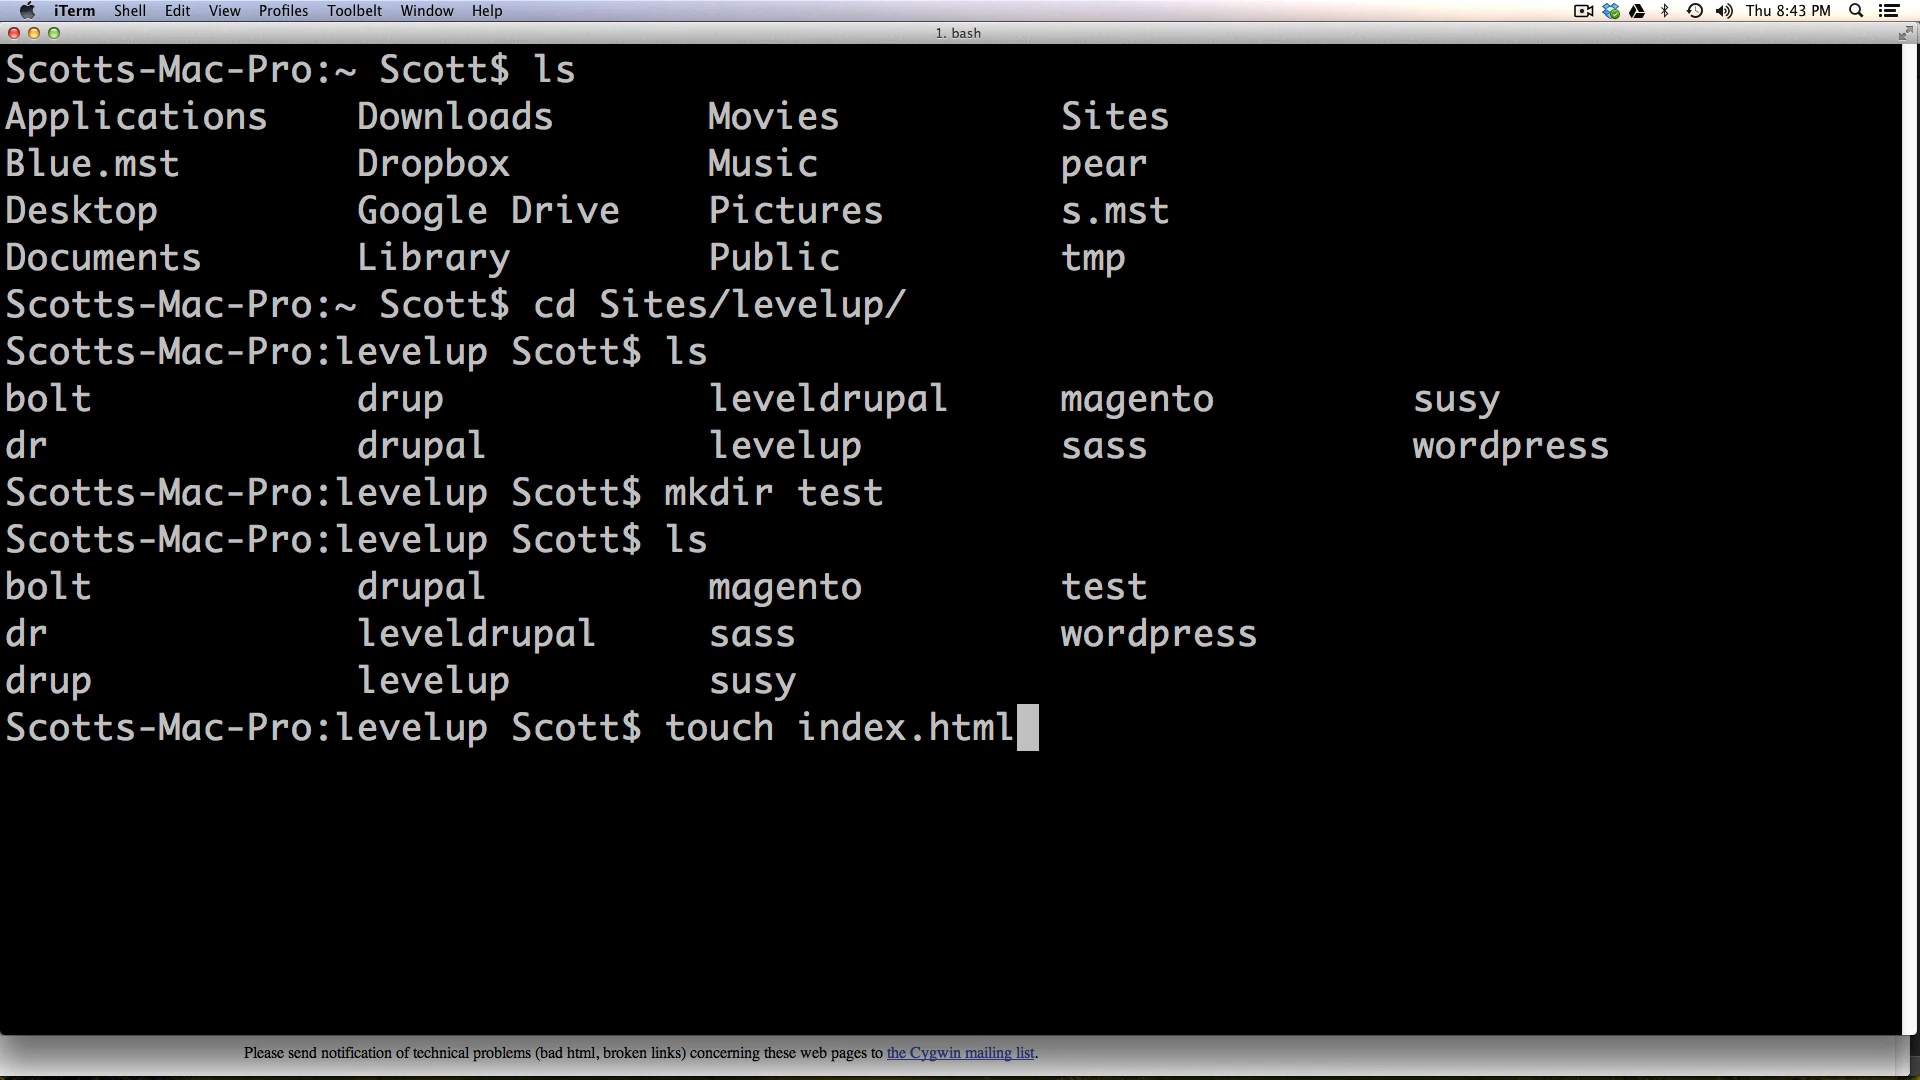 iTerm Shell Edit View Profiles Toolbelt Window Help Thu 8:43 PM
1. bash
Scotts-Mac-Pro:~ Scott$ ls
Applications Downloads Movies Sites
Blue.mst Dropbox Music pear
Desktop Google Drive Pictures s.mst
Documents Library Public tmp
Scotts-Mac-Pro:~ Scott$ cd Sites/levelup/
Scotts-Mac-Pro:levelup Scott$ ls
bolt drup leveldrupal magento susy
dr drupal levelup sass wordpress
Scotts-Mac-Pro:levelup Scott$ mkdir test
Scotts-Mac-Pro:levelup Scott$ ls
bolt drupal magento test
dr leveldrupal sass wordpress
drup levelup susy
Scotts-Mac-Pro:levelup Scott$ touch index.html
Please send notification of technical problems (bad html, broken links) concerning these web pages to the Cygwin mailing list.